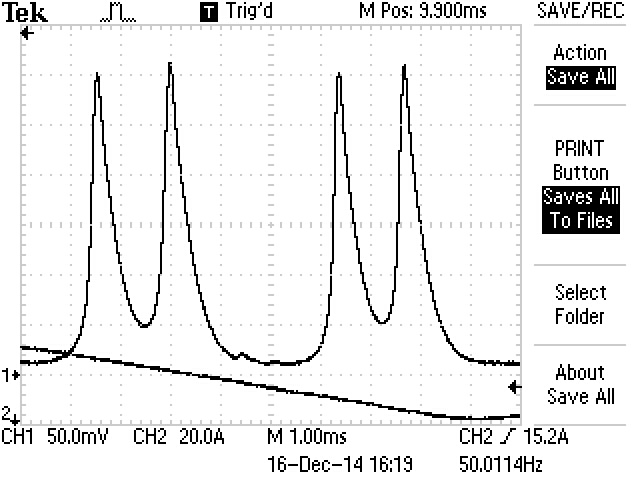 Tek T Trig'd M Pos: 9.900ms SAVE/REC
Action
Save All
PRINT
Button
Saves All
To Files
Select
Folder
About
Save All
1
2
CH1 50.0mV CH2 20.0A M 1.00ms CH2 15.2A
16-Dec-14 16:19 50.0114Hz